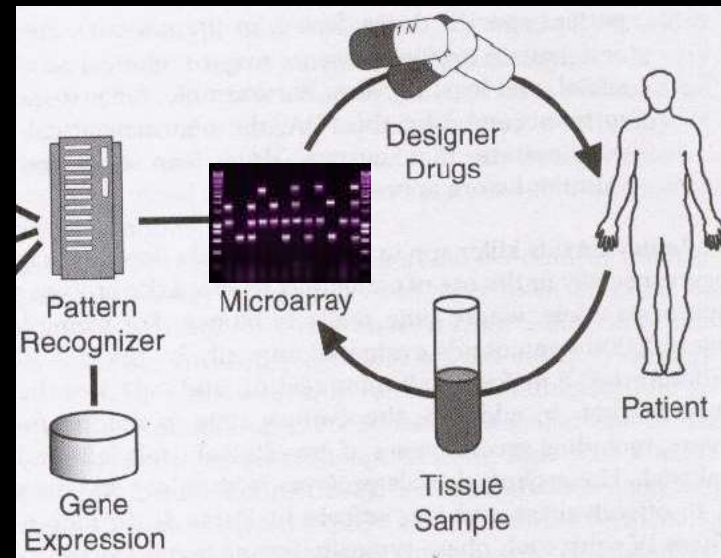 Designer
Drugs
Pattern
Recognizer
Microarray
Patient
Gene
Expression
Tissue
Sample